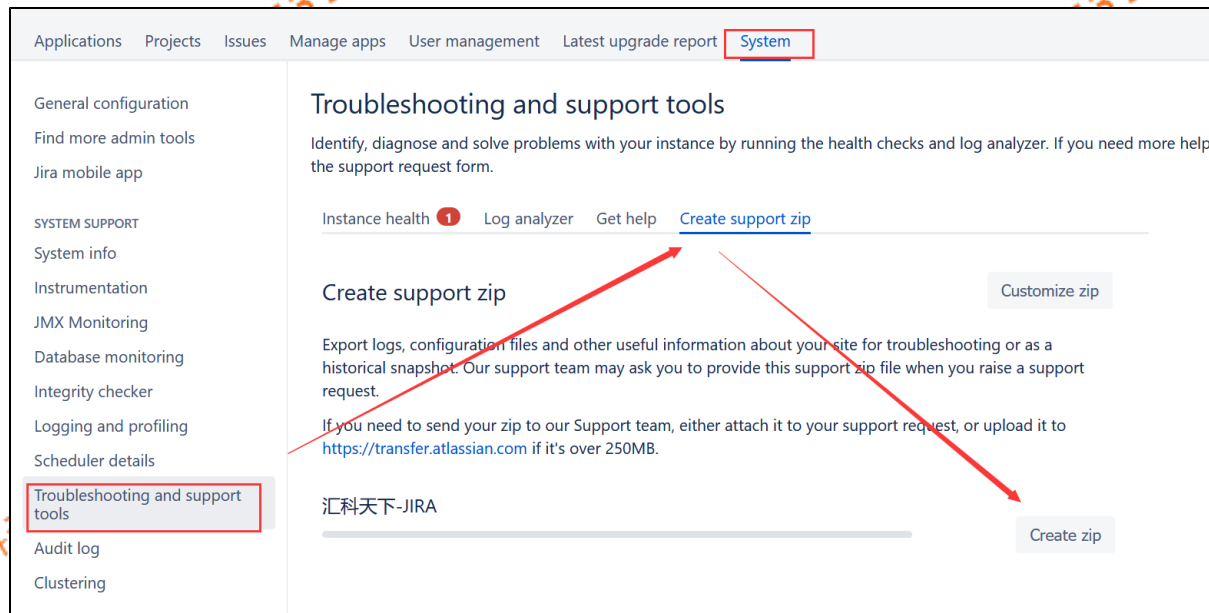 Applications Projects Issues Manage apps User management Latest upgrade report System
General configuration
Find more admin tools
Jira mobile app
SYSTEM SUPPORT
System info
Instrumentation
JMX Monitoring
Database monitoring
Integrity checker
Logging and profiling
Scheduler details
Troubleshooting and support
tools
Audit log
Clustering
Troubleshooting and support tools
Identify, diagnose and solve problems with your instance by running the health checks and log analyzer. If you need more help
the support request form.
Instance health 1 Log analyzer Get help Create support zip
Create support zip
Customize zip
Export logs, configuration files and other useful information about your site for troubleshooting or as a
historical snapshot. Our support team may ask you to provide this support zip file when you raise a support
request.
If you need to send your zip to our Support team, either attach it to your support request, or upload it to
https://transfer.atlassian.com if it's over 250MB.
汇科天下-JIRA
Create zip